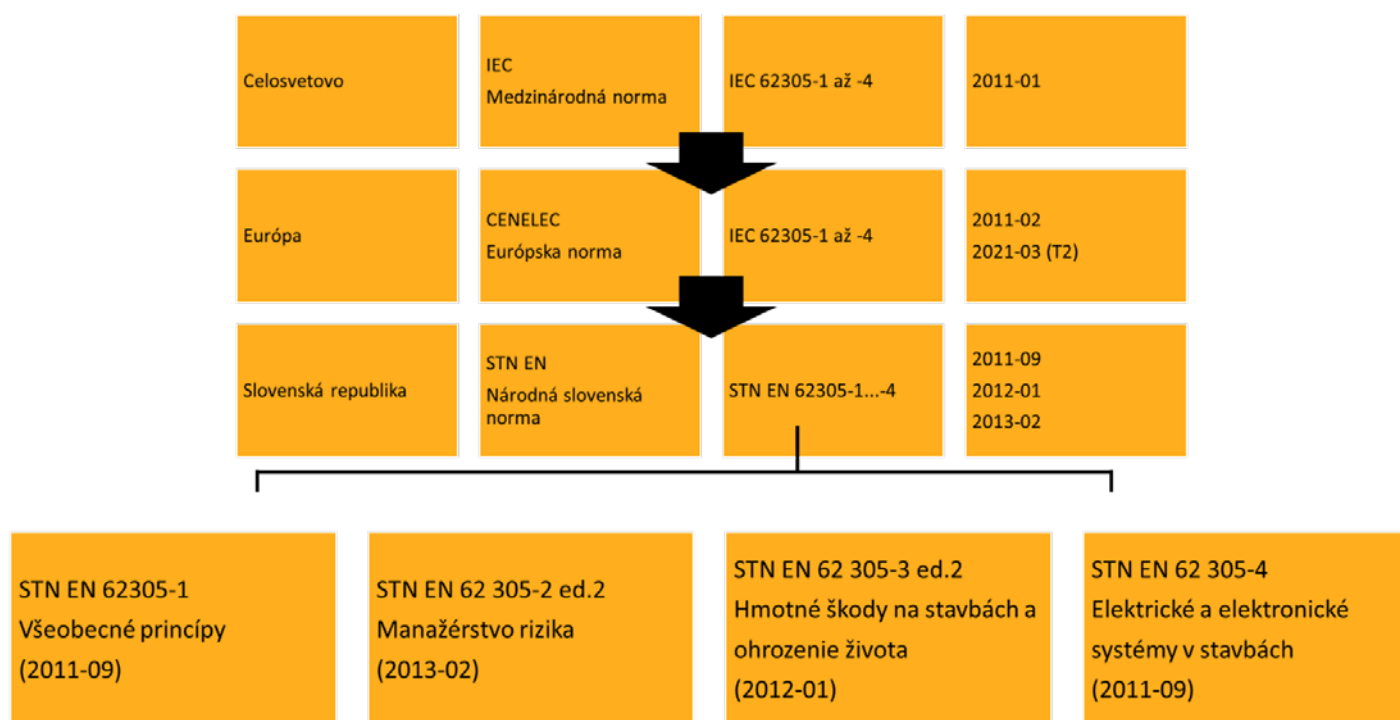 Celosvetovo
IEC
Medzinárodná norma
IEC 62305-1 až -4
2011-01
Európa
CENELEC
Európska norma
IEC 62305-1 až -4
2011-02
2021-03 (T2)
Slovenská republika
STN EN
Národná slovenská
norma
STN EN 62305-1...-4
2011-09
2012-01
2013-02
STN EN 62305-1
Všeobecné princípy
(2011-09)
STN EN 62 305-2 ed.2
Manažérstvo rizika
(2013-02)
STN EN 62 305-3 ed.2
Hmotné škody na stavbách a
ohrozenie života
(2012-01)
STN EN 62 305-4
Elektrické a elektronické
systémy v stavbách
(2011-09)